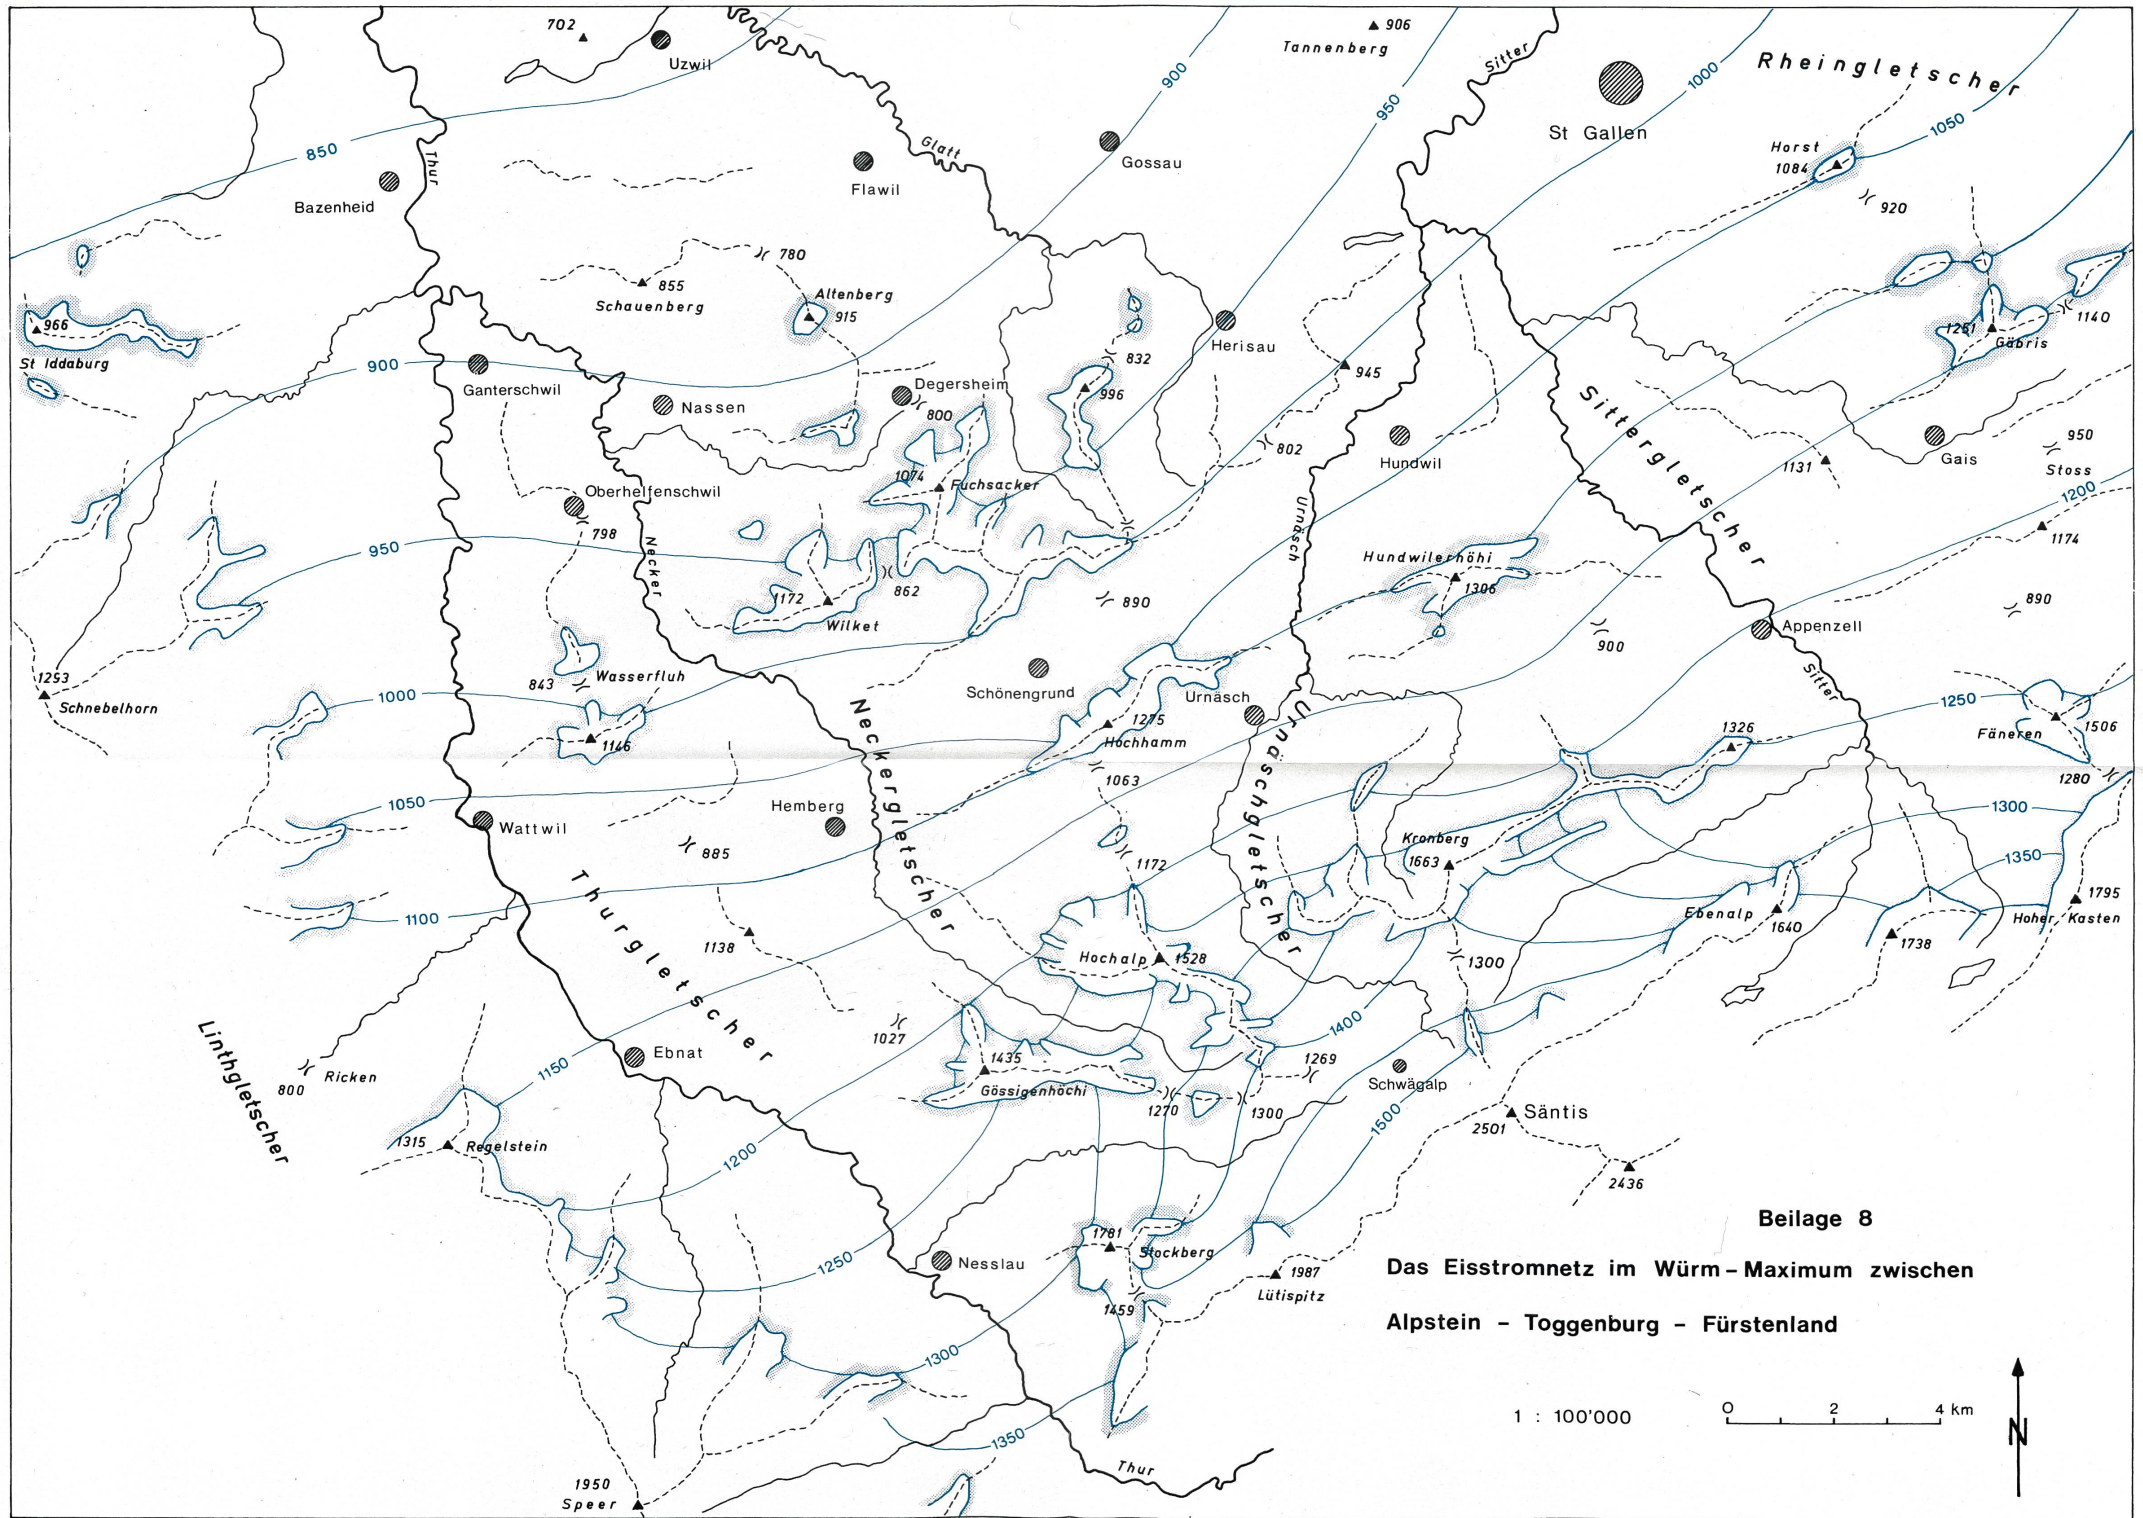 702
Uzwil
906
Tannenberg
Sitter
Rheingletscher
900
950
1000
St Gallen
1050
850
Thur
Bazenheid
Glatt
Flawil
Gossau
Horst
1084
920
780
855
Schauenberg
Altenberg
915
966
St Iddaburg
900
Ganterschwil
Nassen
Degersheim
800
832
996
Herisau
945
802
Hundwil
Sittergletscher
1251
Gäbris
1140
Gais
950
Stoss
1131
1200
1174
Oberhelfenschwil
798
950
Necker
1074
Fuchsacker
862
1172
Wilket
890
Urnäsch
Hundwilerhöhi
1306
900
890
Appenzell
Sitter
1253
Schnebelhorn
843
Wasserfluh
1146
1000
Schönengrund
Urnäsch
1275
Hochhamm
1063
Neckergletscher
Urnäschgletscher
1326
1250
Fäneren
1506
1280
1050
Wattwil
Hemberg
885
1172
Kronberg
1663
1300
1350
1795
Hoher Kasten
Ebenalp
1640
1738
1100
Thurgletscher
1138
Hochalp
1528
1300
1400
1027
1435
Gössigenhöchi
1269
1270
1300
Schwägalp
Linthgletscher
800
Ricken
Ebnat
1150
1315
Regelstein
1200
1500
Säntis
2501
2436
1250
Nesslau
1781
Stockberg
1459
1987
Lütispitz
1300
1350
Thur
1950
Speer
Beilage 8
Das Eisstromnetz im Würm-Maximum zwischen
Alpstein - Toggenburg - Fürstenland
1 : 100'000
0 2 4 km
N